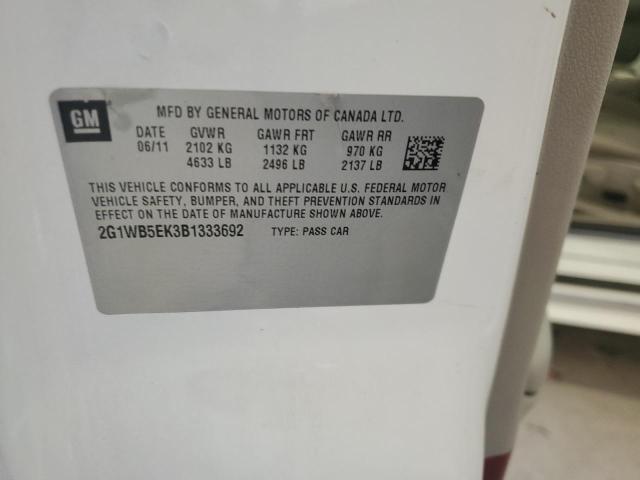 GM
MFD BY GENERAL MOTORS OF CANADA LTD.
DATE GVWR GAWR FRT GAWR RR
06/11 2102 KG 1132 KG 970 KG
4633 LB 2496 LB 2137 LB
THIS VEHICLE CONFORMS TO ALL APPLICABLE U.S. FEDERAL MOTOR
VEHICLE SAFETY, BUMPER, AND THEFT PREVENTION STANDARDS IN
EFFECT ON THE DATE OF MANUFACTURE SHOWN ABOVE.
2G1WB5EK3B1333692 TYPE: PASS CAR